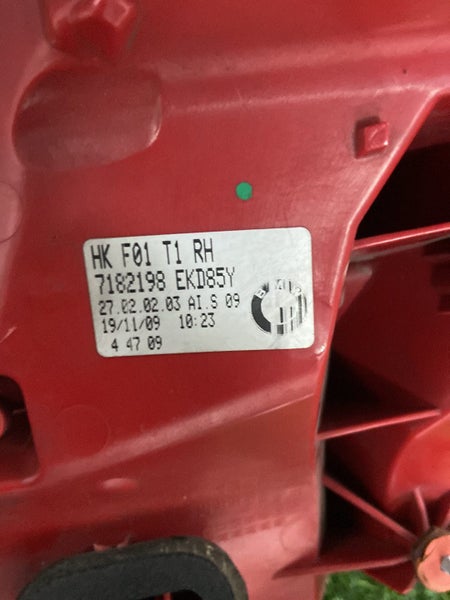 HK F01 T1 RH
7182198 EKD85Y
27.02.02.03 AI.S 09
19/11/09 10:23
4 47 09